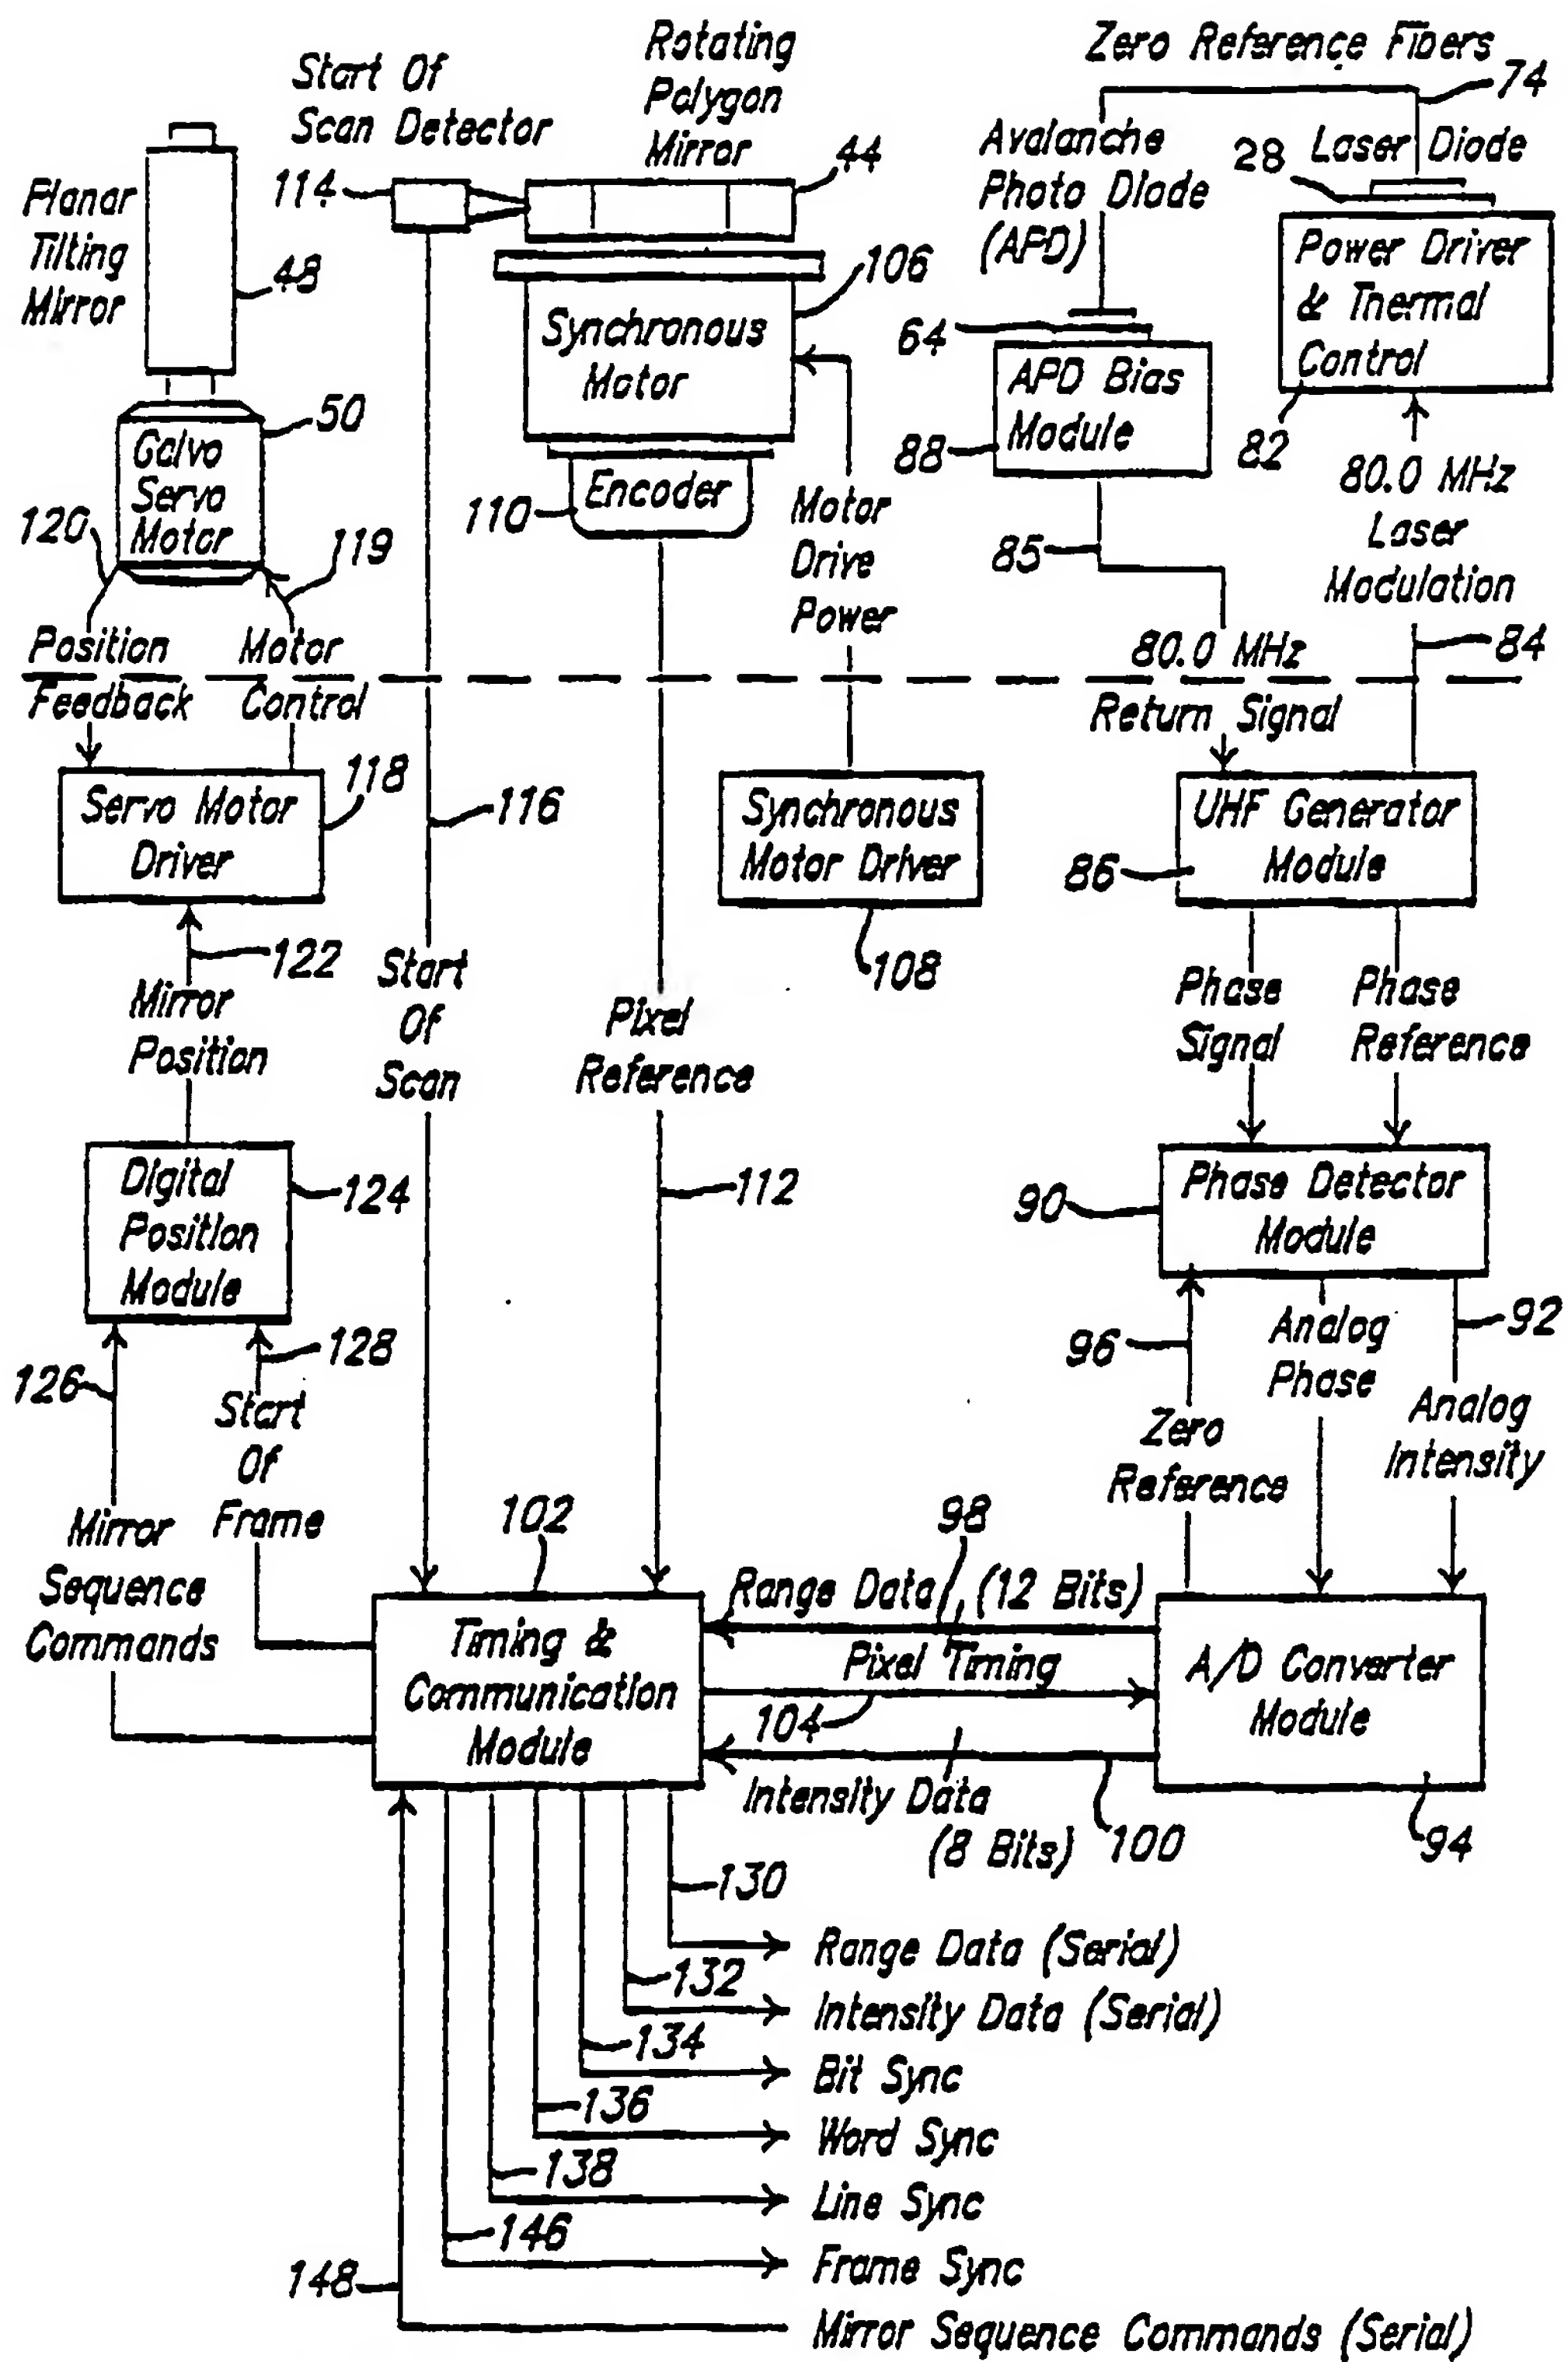 Start Of
Scan Detector
Rotating
Polygon
Mirror
Zero Reference Fibers
74
Planar
Tilting
Mirror
48
114
44
Avalanche
Photo Diode
(APD)
28
Laser Diode
106
64
Power Driver
& Thermal
Control
82
Synchronous
Motor
APD Bias
Module
88
50
Galvo
Servo
Motor
120
119
110
Encoder
Motor
Drive
Power
85
80.0 MHz
Laser
Modulation
84
Position
Feedback
Motor
Control
80.0 MHz
Return Signal
118
Servo Motor
Driver
116
Synchronous
Motor Driver
108
UHF Generator
Module
86
122
Mirror
Position
Start
Of
Scan
Pixel
Reference
Phase
Signal
Phase
Reference
Digital
Position
Module
124
112
90
Phase Detector
Module
126
128
Start
Of
Frame
96
Zero
Reference
Analog
Phase
92
Analog
Intensity
Mirror
Sequence
Commands
102
98
Range Data (12 Bits)
Timing &
Communication
Module
Pixel Timing
104
A/D Converter
Module
Intensity Data
(8 Bits)
100
94
130
Range Data (Serial)
132
Intensity Data (Serial)
134
Bit Sync
136
Word Sync
138
Line Sync
146
Frame Sync
148
Mirror Sequence Commands (Serial)